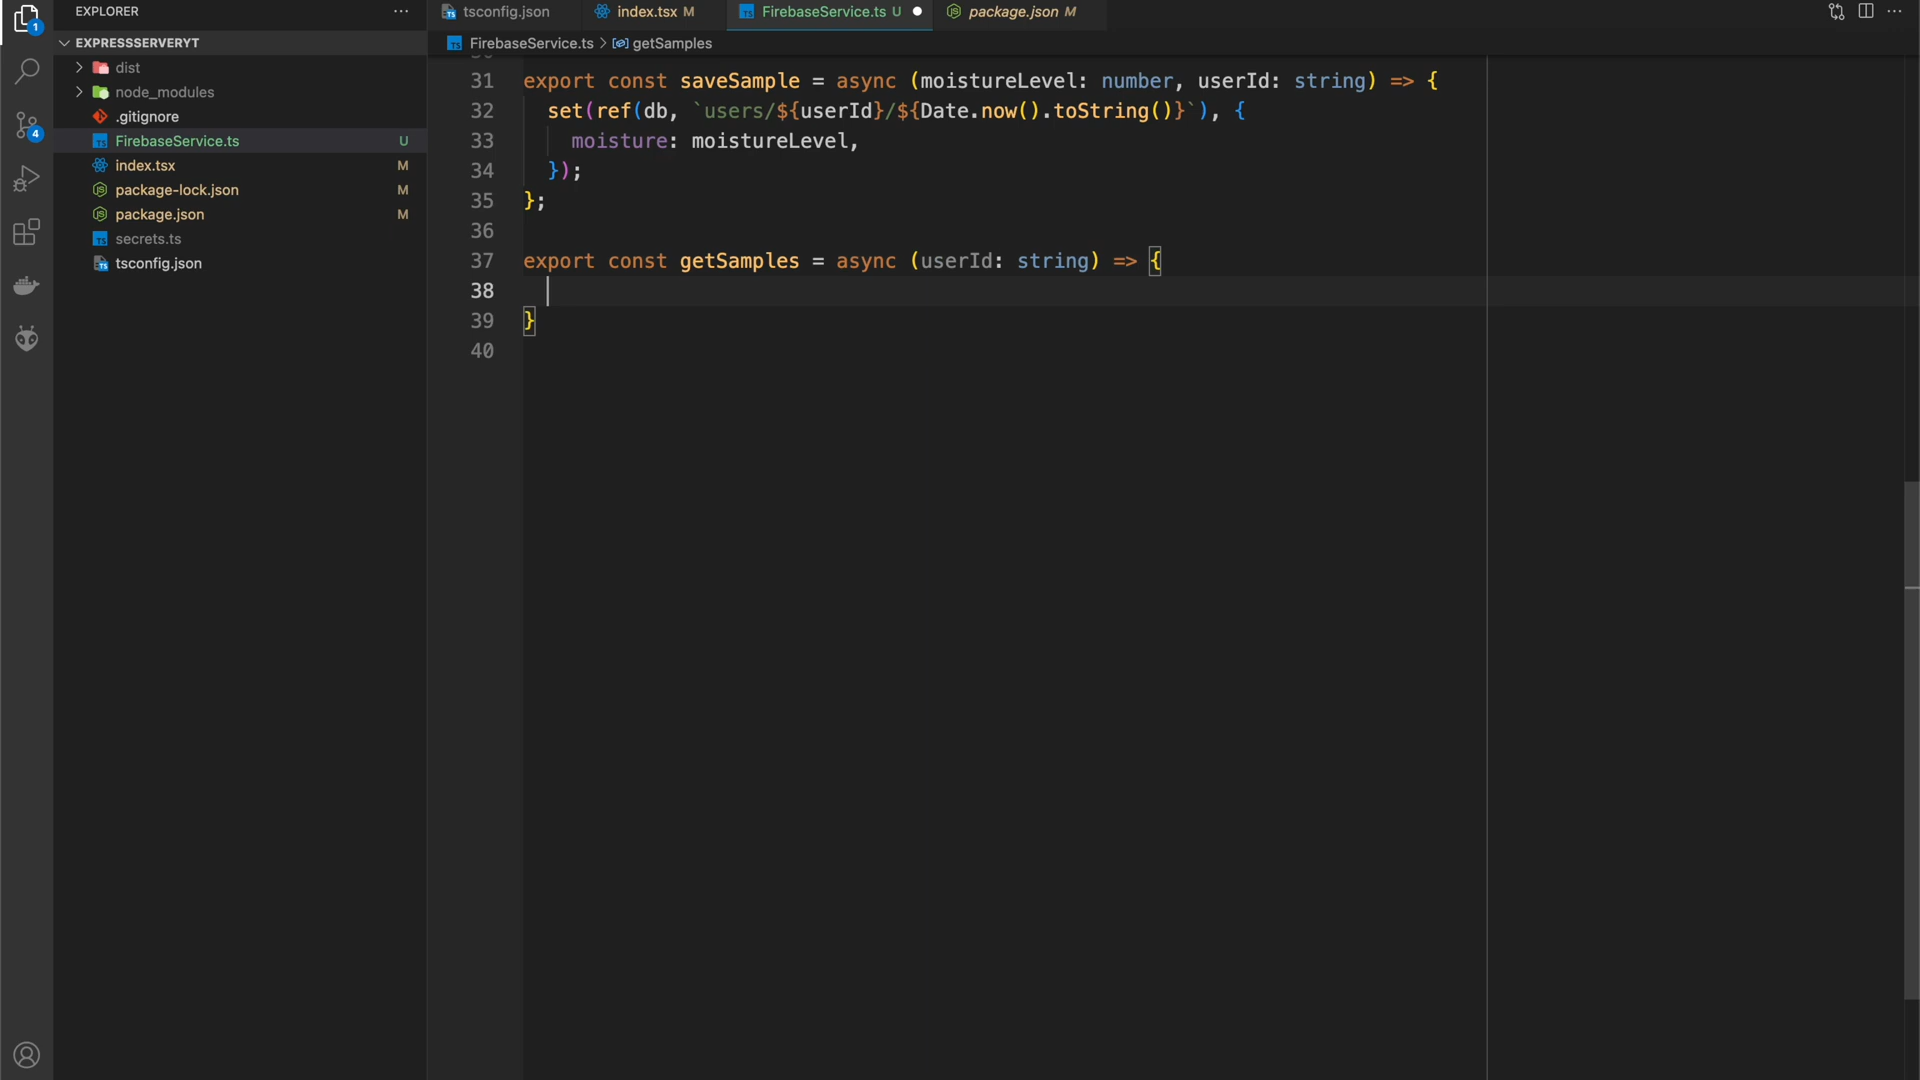 EXPLORER
EXPRESSSERVERYT
dist
node_modules
.gitignore
FirebaseService.ts U
index.tsx M
package-lock.json M
package.json M
secrets.ts
tsconfig.json
1
4
tsconfig.json
index.tsx M
FirebaseService.ts U
package.json M
FirebaseService.ts > getSamples
31 export const saveSample = async (moistureLevel: number, userId: string) => {
32 set(ref(db, `users/${userId}/${Date.now().toString()}`), {
33 moisture: moistureLevel,
34 });
35 };
36
37 export const getSamples = async (userId: string) => {
38
39 }
40